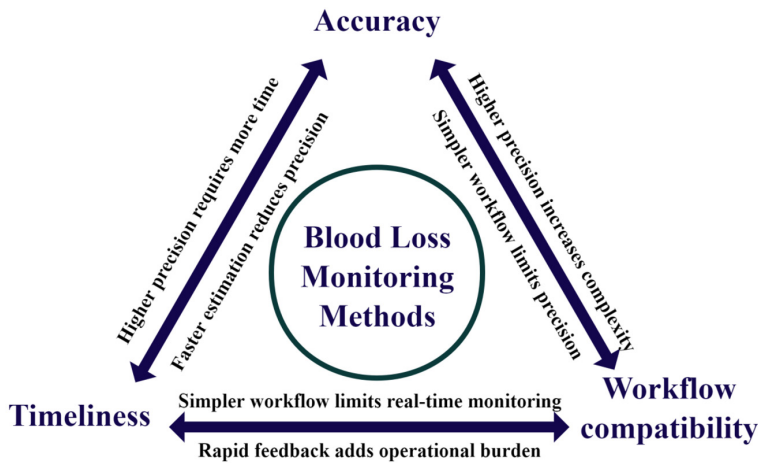 Accuracy
Higher precision requires more time
Faster estimation reduces precision
Higher precision increases complexity
Simpler workflow limits precision
Blood Loss
Monitoring
Methods
Timeliness
Simpler workflow limits real-time monitoring
Rapid feedback adds operational burden
Workflow
compatibility